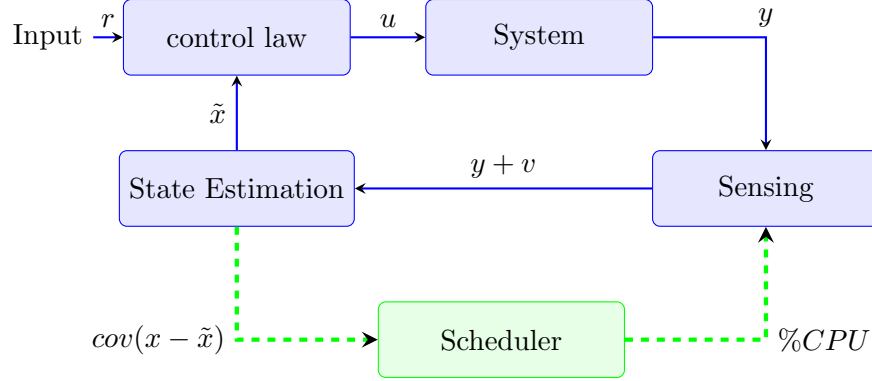 Input
r
control law
u
System
y
x̃
State Estimation
y + v
Sensing
cov(x − x̃)
Scheduler
%CPU